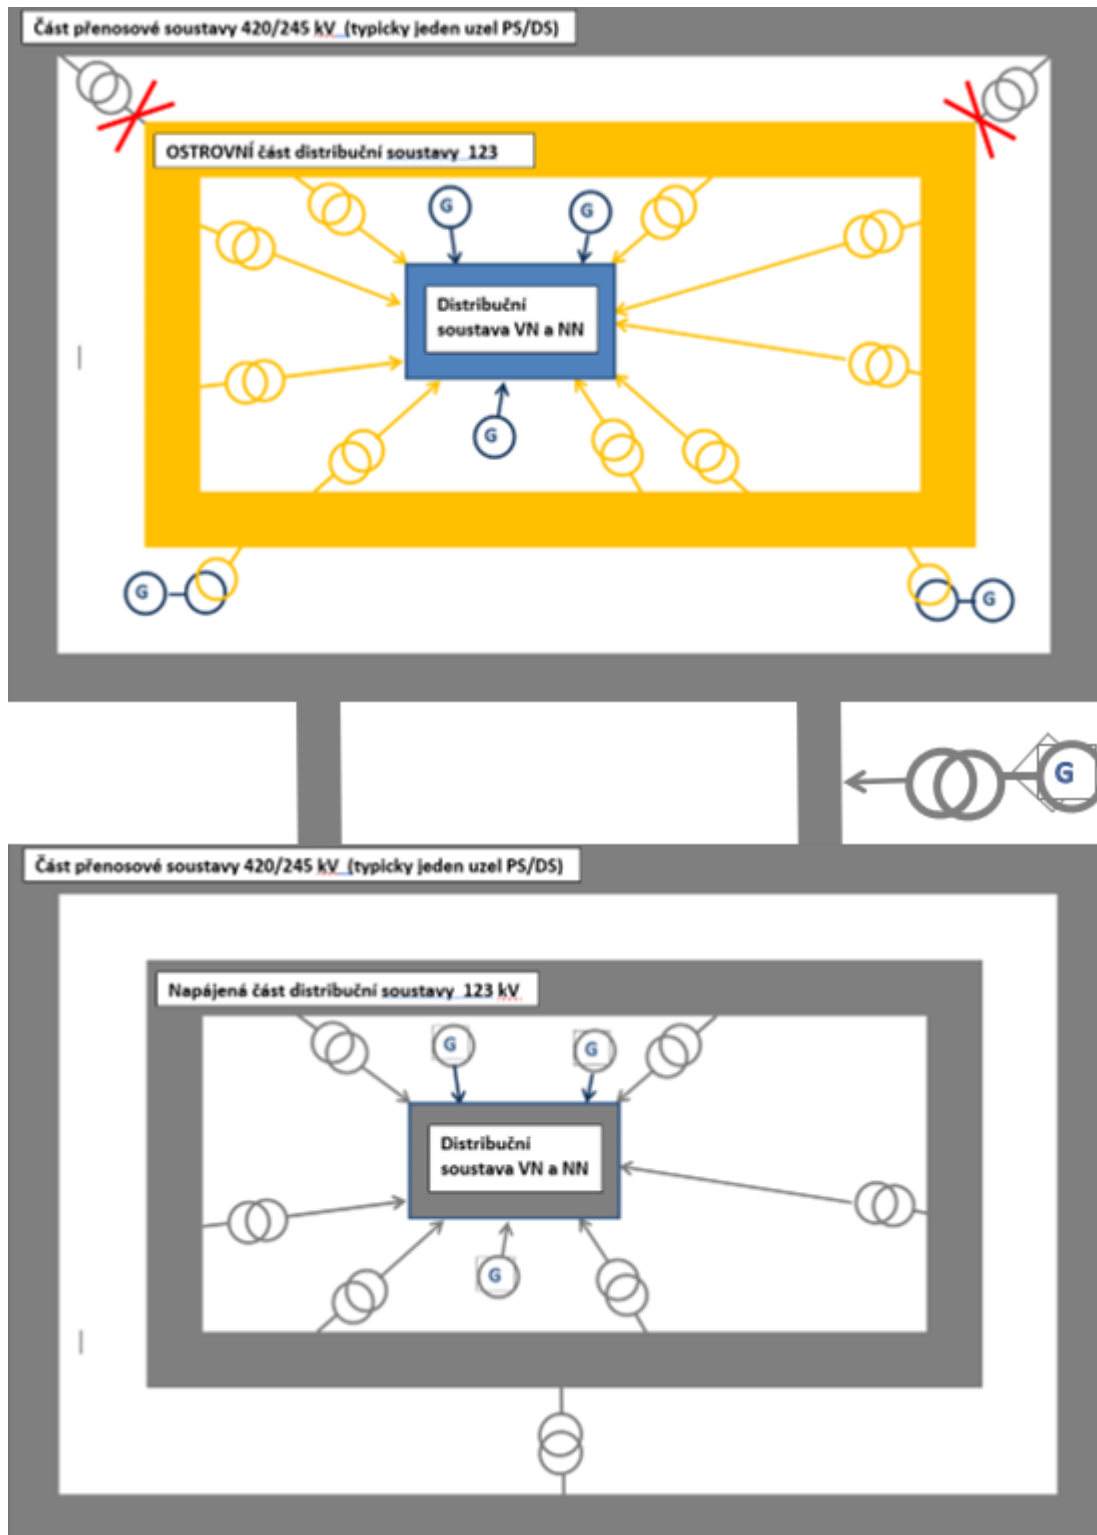 Část přenosové soustavy 420/245 kV (typicky jeden uzel PS/DS)
OSTROVNÍ část distribuční soustavy 123
G
G
Distribuční
soustava VN a NN
G
G
G
G
Část přenosové soustavy 420/245 kV (typicky jeden uzel PS/DS)
Napájená část distribuční soustavy 123 kV
G
G
Distribuční
soustava VN a NN
G